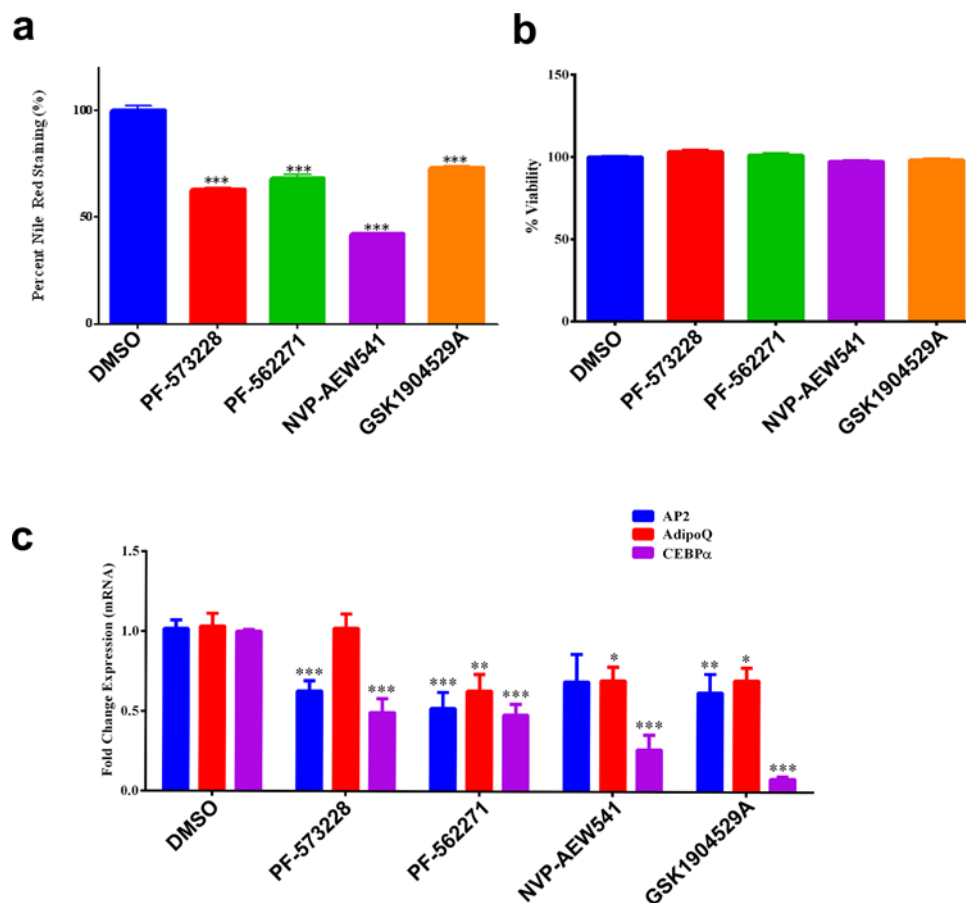 a
Percent Nile Red Staining (%)
100
50
0
***
***
***
***
DMSO
PF-573228
PF-562271
NVP-AEW541
GSK1904529A
b
% Viability
150
100
50
0
DMSO
PF-573228
PF-562271
NVP-AEW541
GSK1904529A
c
AP2
AdipoQ
CEBPα
Fold Change Expression (mRNA)
1.5
1.0
0.5
0.0
***
***
***
**
***
*
***
**
*
***
DMSO
PF-573228
PF-562271
NVP-AEW541
GSK1904529A